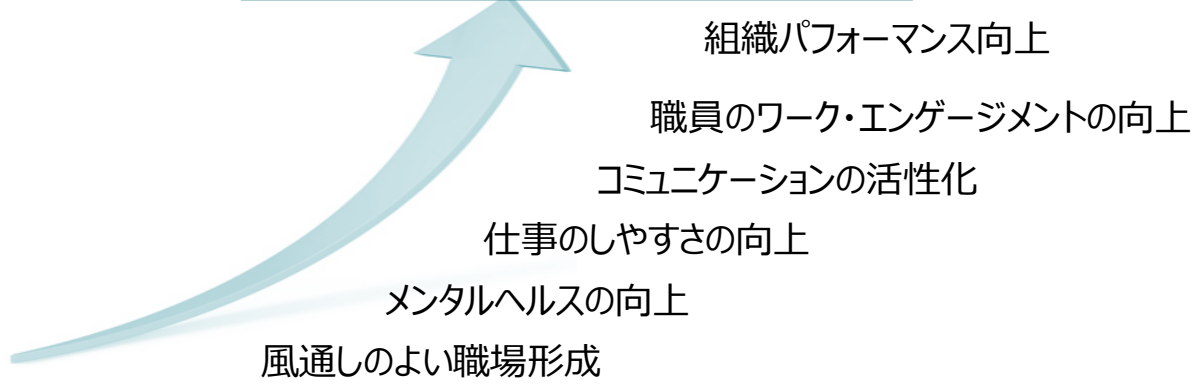 組織パフォーマンス向上
職員のワーク・エンゲージメントの向上
コミュニケーションの活性化
仕事のしやすさの向上
メンタルヘルスの向上
風通しのよい職場形成